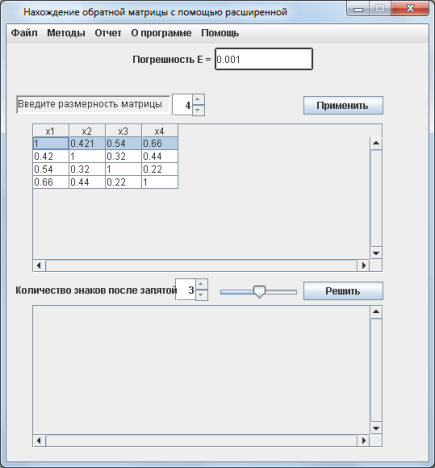 Нахождение обратной матрицы с помощью расширенной
Файл Методы Отчет О программе Помощь
Погрешность E = 0.001
Введите размерность матрицы 4 Применить
x1 x2 x3 x4
1 0.421 0.54 0.66
0.42 1 0.32 0.44
0.54 0.32 1 0.22
0.66 0.44 0.22 1
Количество знаков после запятой 3 Решить